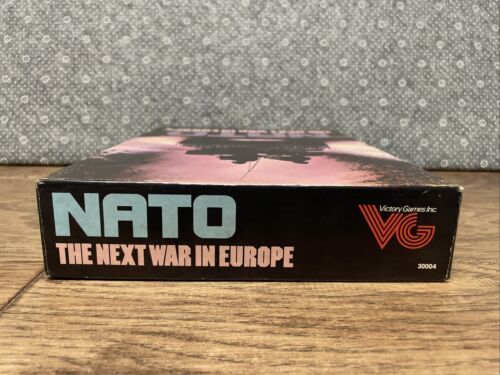 NATO
THE NEXT WAR IN EUROPE
Victory Games Inc.
VG
30004